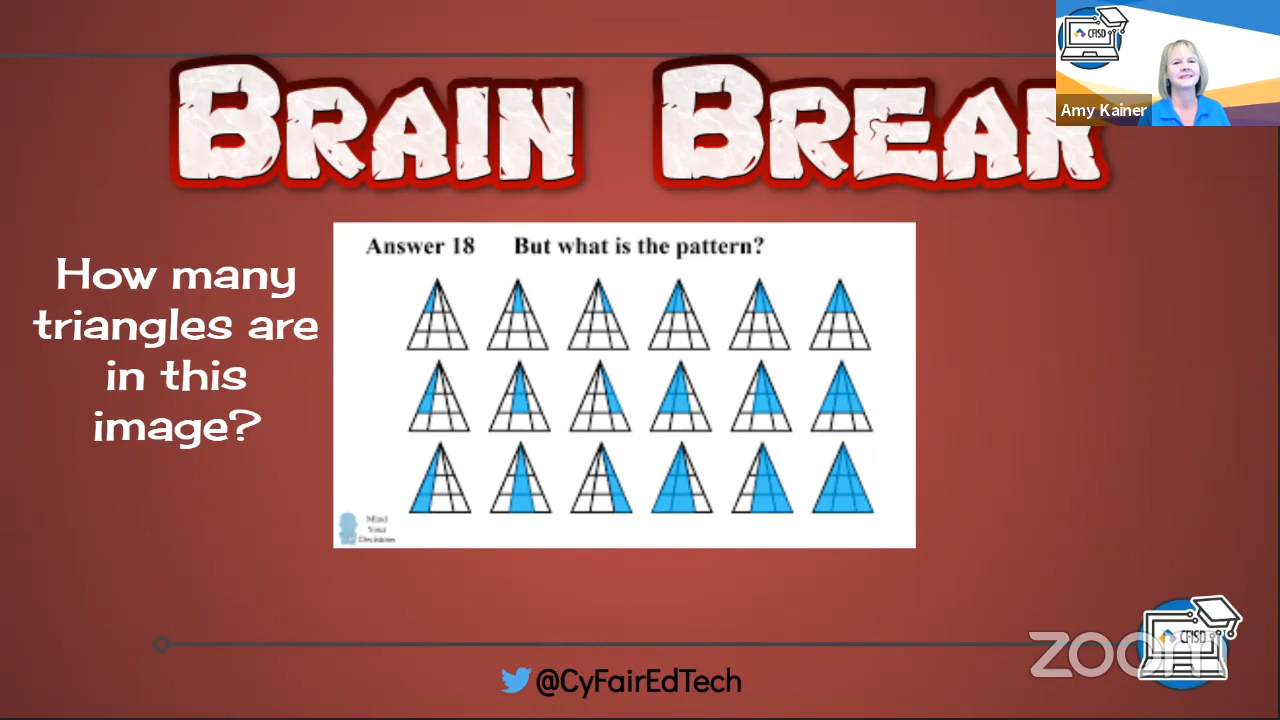 BRAIN BREAK
Amy Kainer
CFISD
Answer 18 But what is the pattern?
How many
triangles are
in this
image?
Mind
Your
Decisions
@CyFairEdTech
zoom
CFISD